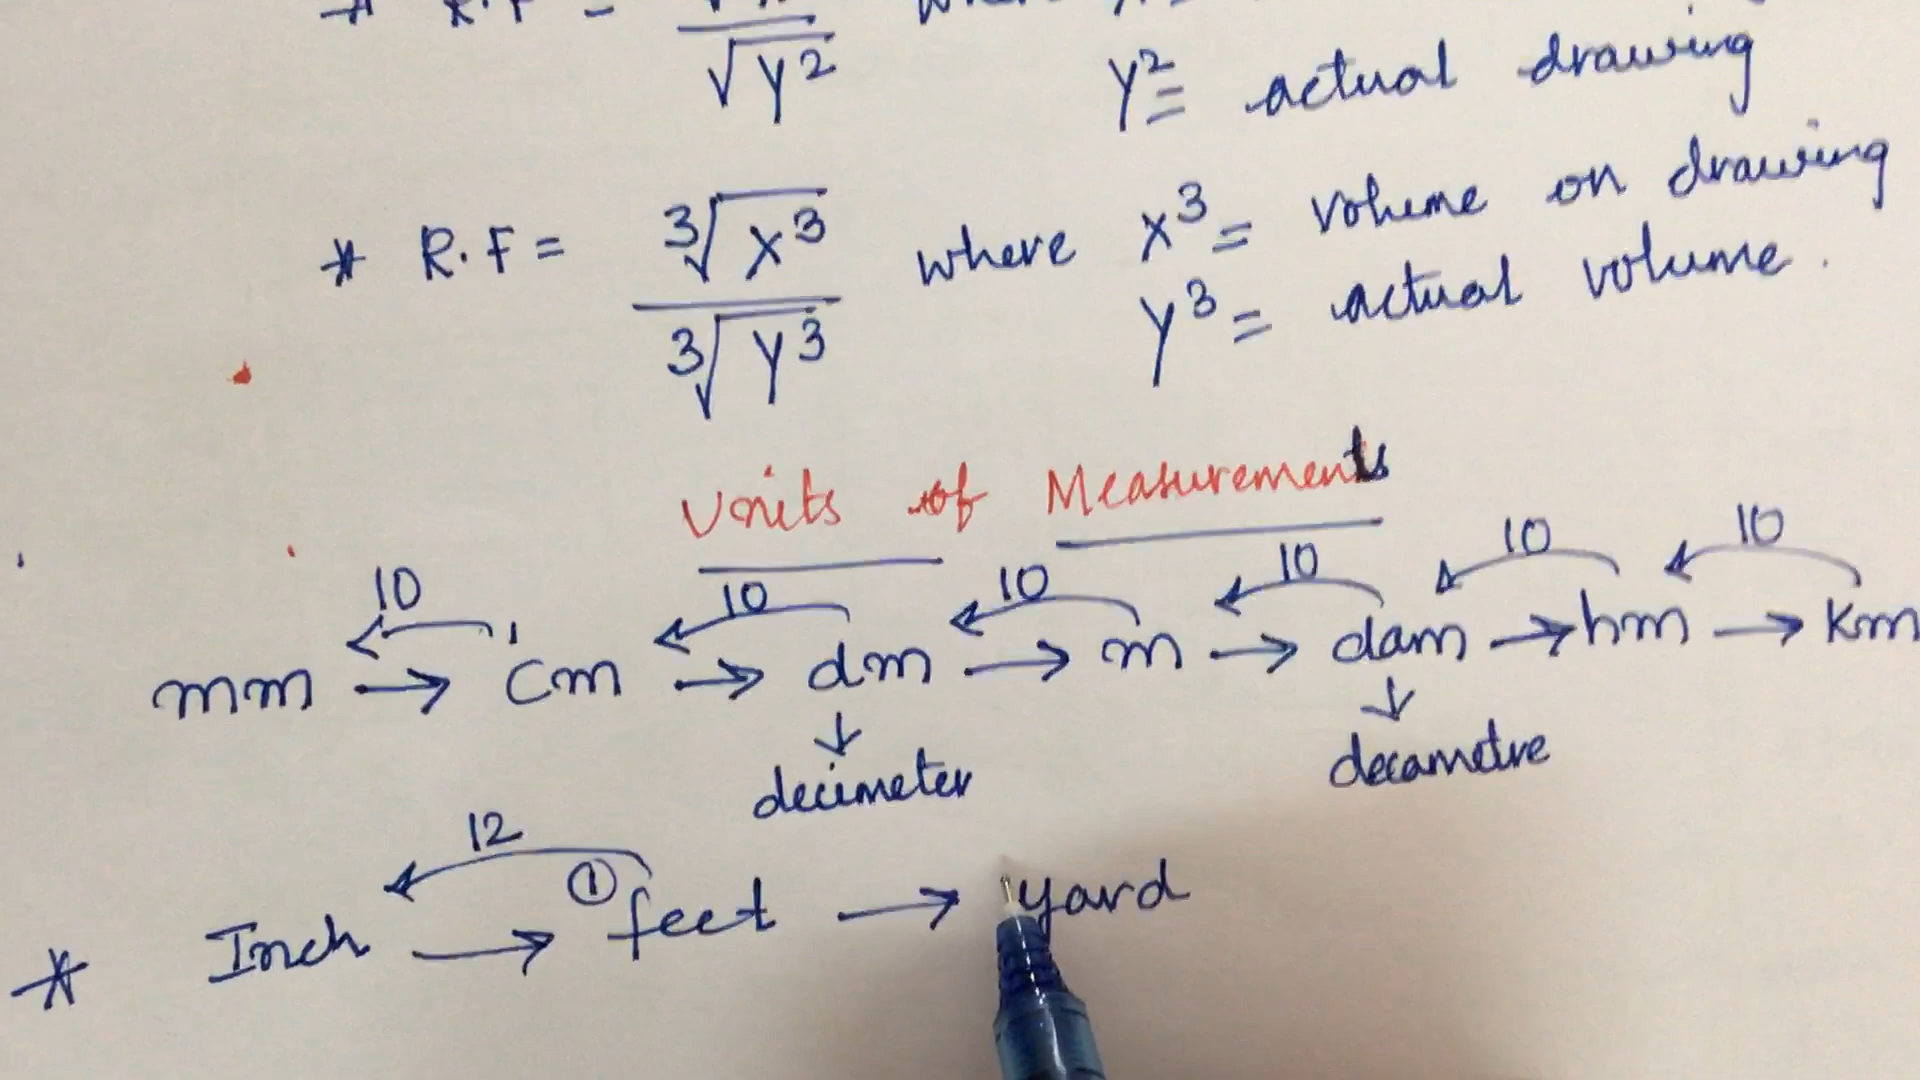 * R.F = √y² y² = actual drawing
* R.F = ∛x³ / ∛y³ where x³ = volume on drawing
y³ = actual volume.
Units of Measurements
10 10 10 10 10 10
mm → cm → dm → m → dam → hm → km
decimeter decametre
12
* Inch → ① feet → yard